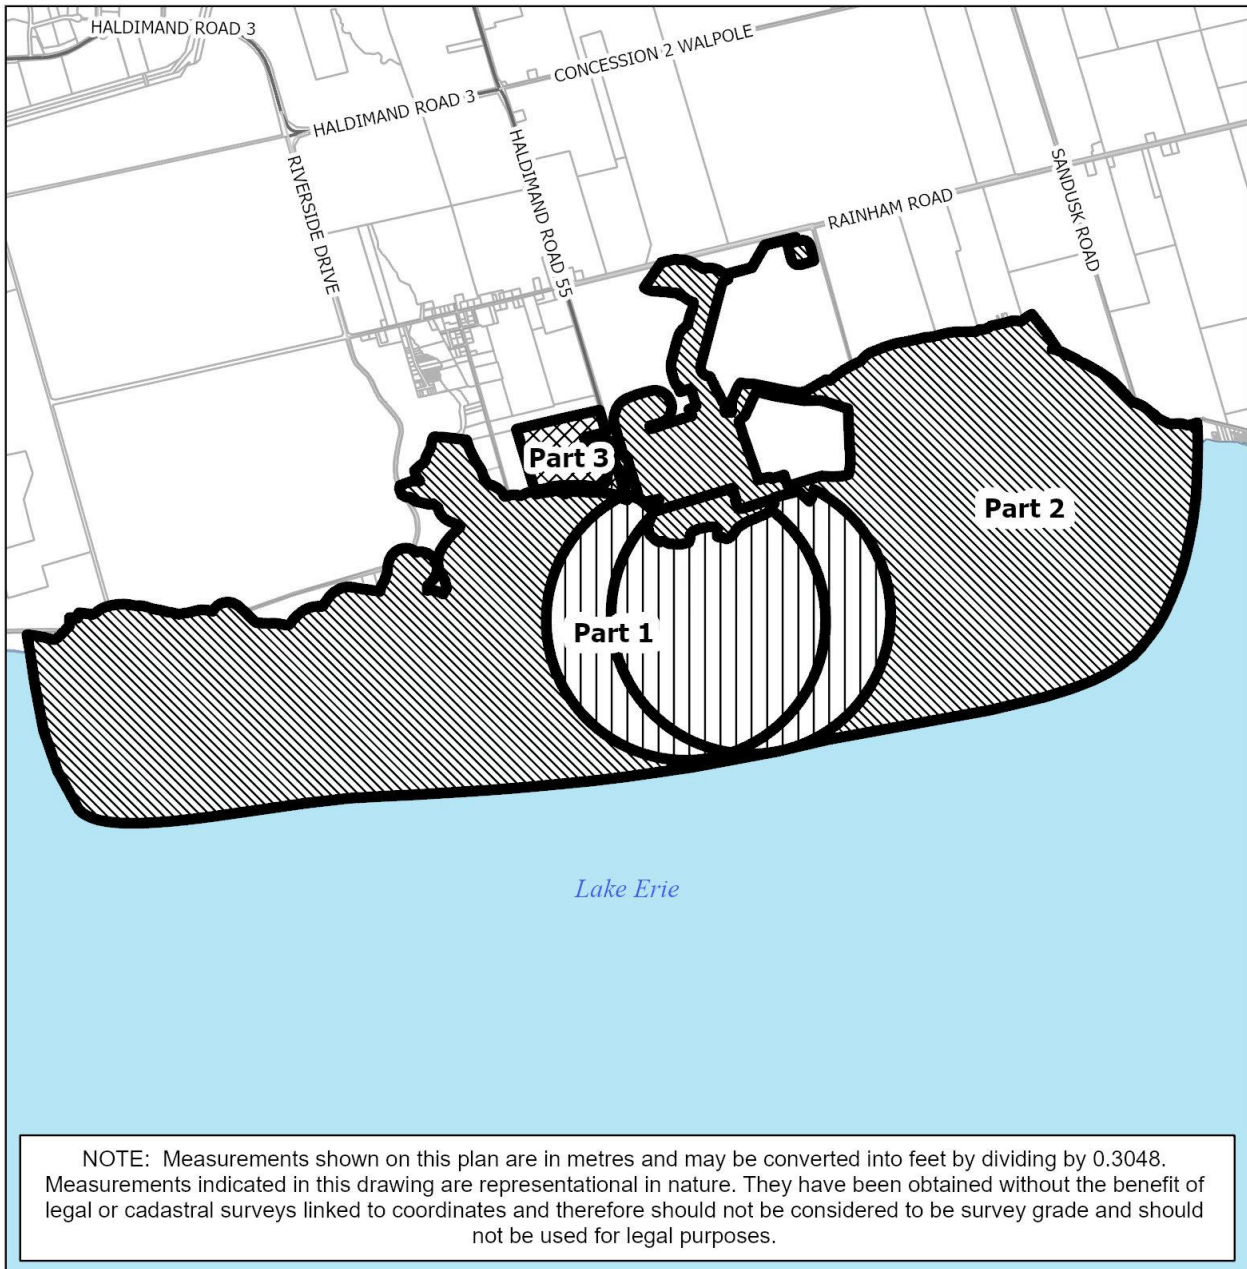 HALDIMAND ROAD 3
CONCESSION 2 WALPOLE
HALDIMAND ROAD 3
RIVERSIDE DRIVE
HALDIMAND ROAD 55
SANDUSK ROAD
RAINHAM ROAD
Part 3
Part 2
Part 1
Lake Erie
NOTE: Measurements shown on this plan are in metres and may be converted into feet by dividing by 0.3048.
Measurements indicated in this drawing are representational in nature. They have been obtained without the benefit of
legal or cadastral surveys linked to coordinates and therefore should not be considered to be survey grade and should
not be used for legal purposes.